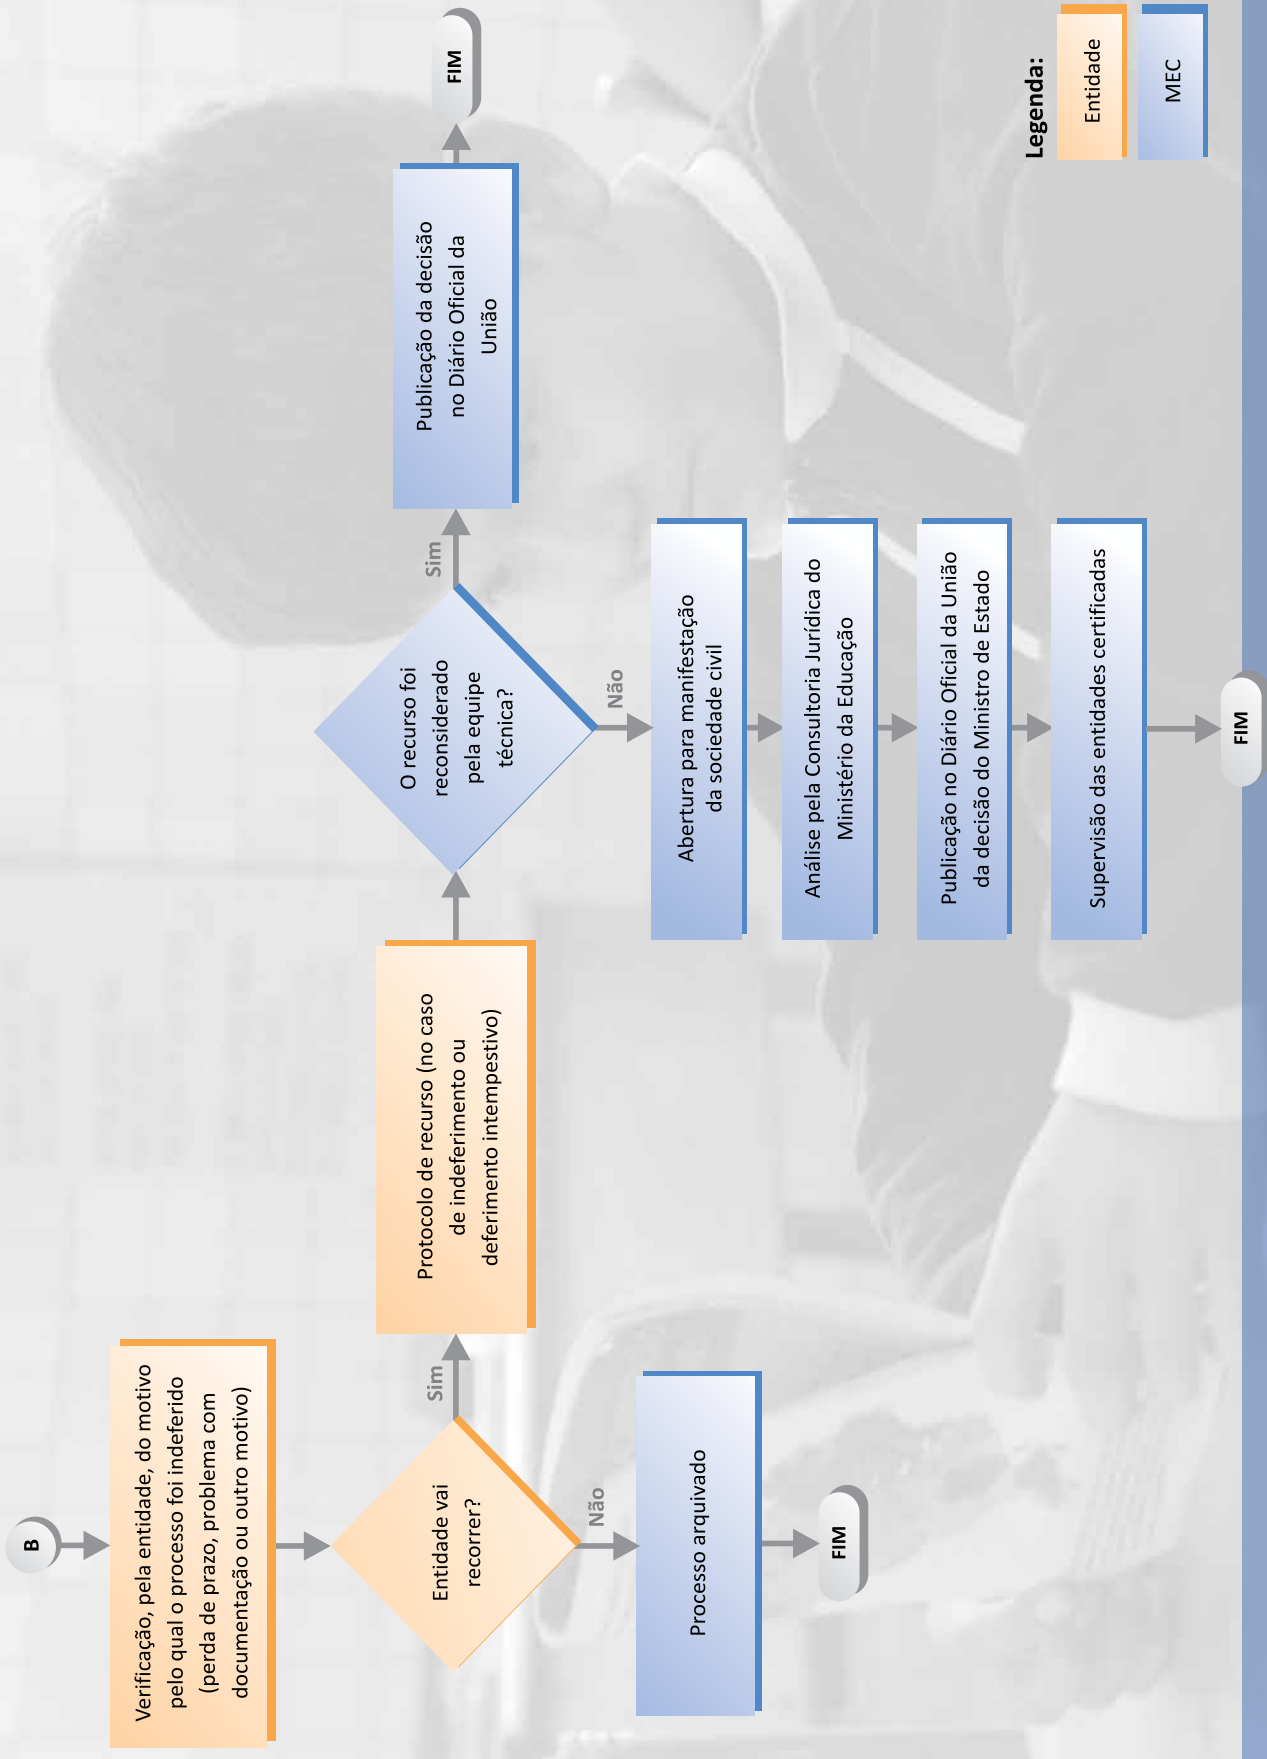 B
Verificação, pela entidade, do motivo
pelo qual o processo foi indeferido
(perda de prazo, problema com
documentação ou outro motivo)
Entidade vai
recorrer?
Sim
Não
Processo arquivado
FIM
Protocolo de recurso (no caso
de indeferimento ou
deferimento intempestivo)
O recurso foi
reconsiderado
pela equipe
técnica?
Sim
Não
Publicação da decisão
no Diário Oficial da
União
FIM
Abertura para manifestação
da sociedade civil
Análise pela Consultoria Jurídica do
Ministério da Educação
Publicação no Diário Oficial da União
da decisão do Ministro de Estado
Supervisão das entidades certificadas
FIM
Legenda:
Entidade
MEC